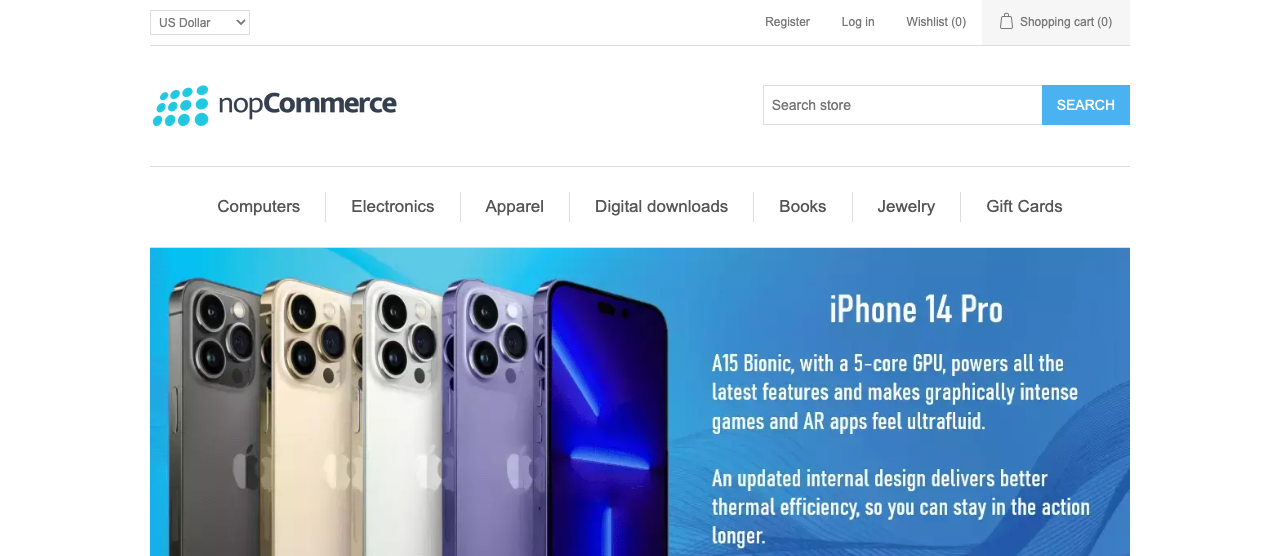 US Dollar
Register
Log in
Wishlist (0)
Shopping cart (0)
nopCommerce
Search store
SEARCH
Computers
Electronics
Apparel
Digital downloads
Books
Jewelry
Gift Cards
iPhone 14 Pro
A15 Bionic, with a 5-core GPU, powers all the
latest features and makes graphically intense
games and AR apps feel ultrafluid.
An updated internal design delivers better
thermal efficiency, so you can stay in the action
longer.